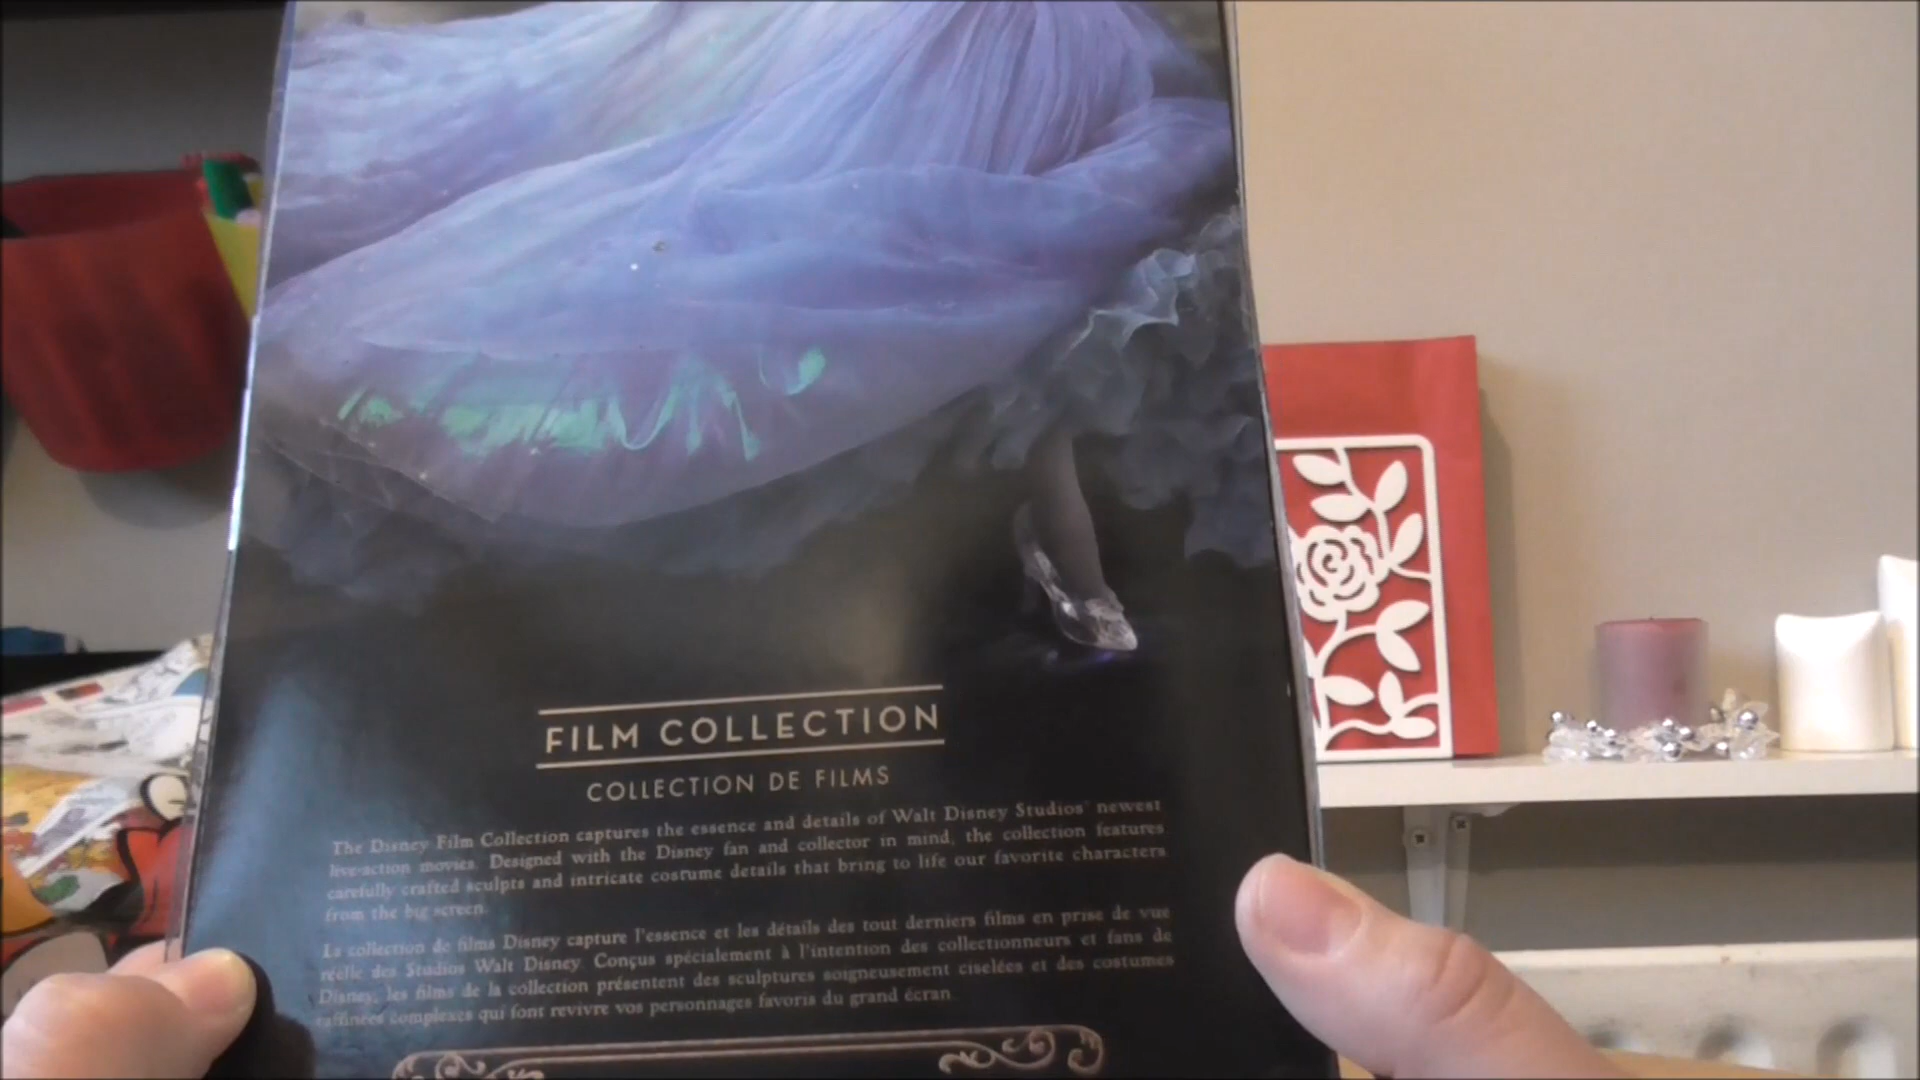 FILM COLLECTION
COLLECTION DE FILMS
The Disney Film Collection captures the essence and details of Walt Disney Studios' newest
live-action movies. Designed with the Disney fan and collector in mind, the collection features
carefully crafted sculpts and intricate costume details that bring to life our favorite characters
from the big screen.
La collection de films Disney capture l'essence et les détails des tout derniers films en prise de vue
réelle des Studios Walt Disney. Conçus spécialement à l'intention des collectionneurs et fans de
Disney, les films de la collection présentent des sculptures soigneusement ciselées et des costumes
raffinées complexes qui font revivre vos personnages favoris du grand écran.